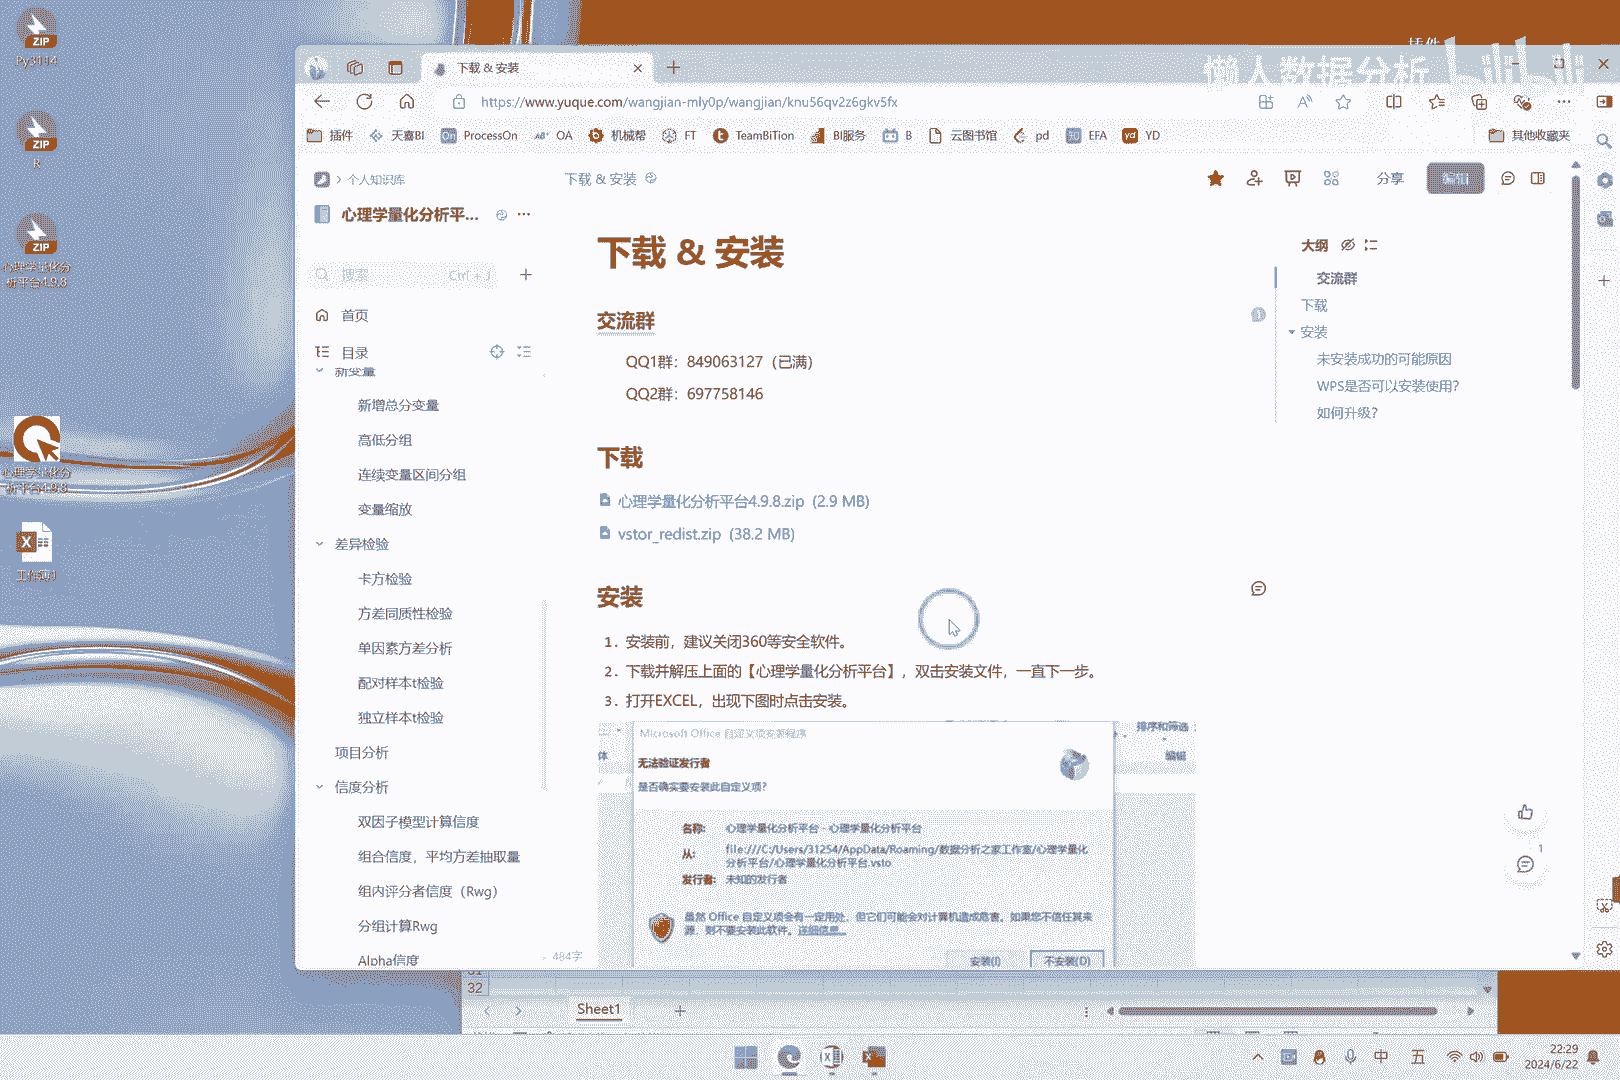 ZIP
Py3114
ZIP
R
ZIP
心理学量化分
析平台4.9.8
心理学量化分
析平台4.9.8
工作簿1
插件
懒人数据分析 bilibili
下载 & 安装
https://www.yuque.com/wangjian-mly0p/wangjian/knu56qv2z6gkv5fx
插件
天嘉BI
ProcessOn
OA
机械帮
FT
TeamBiTion
BI服务
B
云图书馆
pd
EFA
YD
其他收藏夹
个人知识库
下载 & 安装
分享
编辑
心理学量化分析平...
搜索 Ctrl + J
首页
目录
新变量
新增总分变量
高低分组
连续变量区间分组
变量缩放
差异检验
卡方检验
方差同质性检验
单因素方差分析
配对样本t检验
独立样本t检验
项目分析
信度分析
双因子模型计算信度
组合信度，平均方差抽取量
组内评分者信度（Rwg）
分组计算Rwg
Alpha信度
484字
下载 & 安装
交流群
QQ1群：849063127（已满）
QQ2群：697758146
下载
心理学量化分析平台4.9.8.zip (2.9 MB)
vstor_redist.zip (38.2 MB)
安装
1. 安装前，建议关闭360等安全软件。
2. 下载并解压上面的【心理学量化分析平台】，双击安装文件，一直下一步。
3. 打开EXCEL，出现下图时点击安装。
Microsoft Office 自定义项安装程序
无法验证发行者
是否确实要安装此自定义项?
名称: 心理学量化分析平台 - 心理学量化分析平台
从: file:///C:/Users/31254/AppData/Roaming/数据分析之家工作室/心理学量化
分析平台/心理学量化分析平台.vsto
发行者: 未知的发行者
虽然 Office 自定义项会有一定用处，但它们可能会对计算机造成危害。如果您不信任其来
源，则不要安装此软件。详细信息...
安装(I)
不安装(D)
体
排序和筛选
编辑
大纲
交流群
下载
安装
未安装成功的可能原因
WPS是否可以安装使用?
如何升级?
1
32
Sheet1
中
五
22:29
2024/6/22